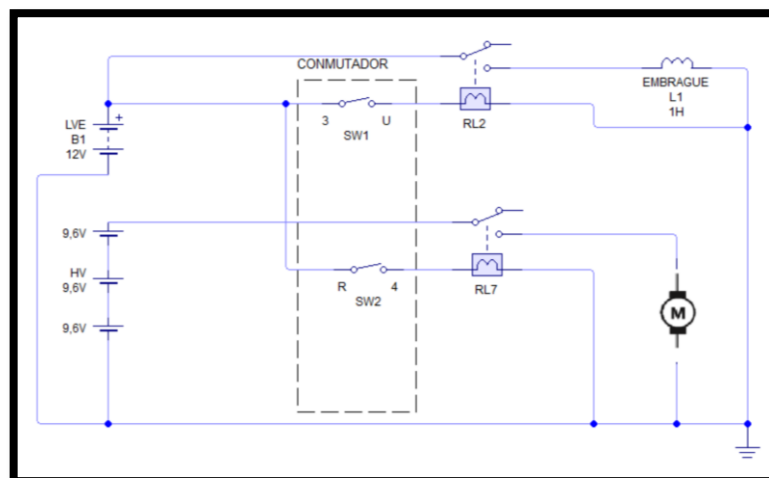 CONMUTADOR
EMBRAGUE
L1
1H
+
LVE
B1
12V
3 U
SW1
RL2
9,6V
HV
9,6V
R 4
SW2
RL7
9,6V
M